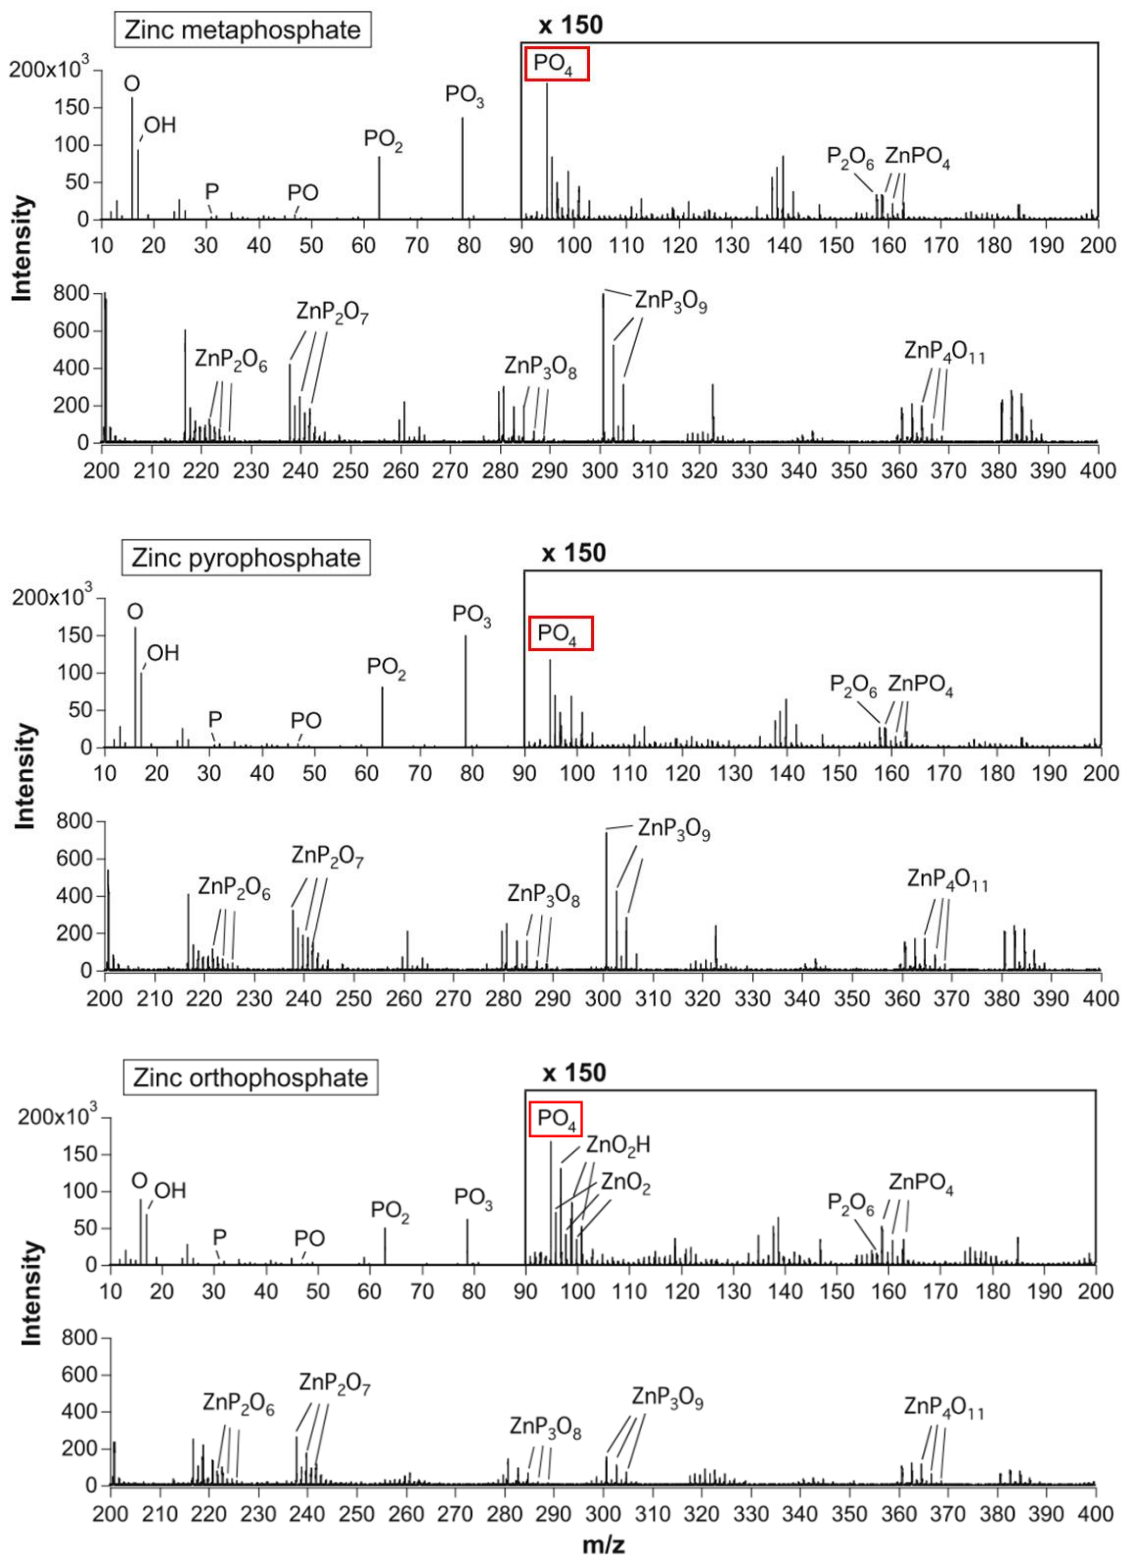 Zinc metaphosphate
x 150
200x10³
150
100
50
0
Intensity
O
OH
P
PO
PO₂
PO₃
PO₄
P₂O₆
ZnPO₄
10 20 30 40 50 60 70 80 90 100 110 120 130 140 150 160 170 180 190 200
800
600
400
200
0
ZnP₂O₆
ZnP₂O₇
ZnP₃O₈
ZnP₃O₉
ZnP₄O₁₁
200 210 220 230 240 250 260 270 280 290 300 310 320 330 340 350 360 370 380 390 400
Zinc pyrophosphate
x 150
200x10³
150
100
50
0
Intensity
O
OH
P
PO
PO₂
PO₃
PO₄
P₂O₆
ZnPO₄
10 20 30 40 50 60 70 80 90 100 110 120 130 140 150 160 170 180 190 200
800
600
400
200
0
ZnP₂O₆
ZnP₂O₇
ZnP₃O₈
ZnP₃O₉
ZnP₄O₁₁
200 210 220 230 240 250 260 270 280 290 300 310 320 330 340 350 360 370 380 390 400
Zinc orthophosphate
x 150
200x10³
150
100
50
0
Intensity
O
OH
P
PO
PO₂
PO₃
PO₄
ZnO₂H
ZnO₂
P₂O₆
ZnPO₄
10 20 30 40 50 60 70 80 90 100 110 120 130 140 150 160 170 180 190 200
800
600
400
200
0
ZnP₂O₆
ZnP₂O₇
ZnP₃O₈
ZnP₃O₉
ZnP₄O₁₁
200 210 220 230 240 250 260 270 280 290 300 310 320 330 340 350 360 370 380 390 400
m/z